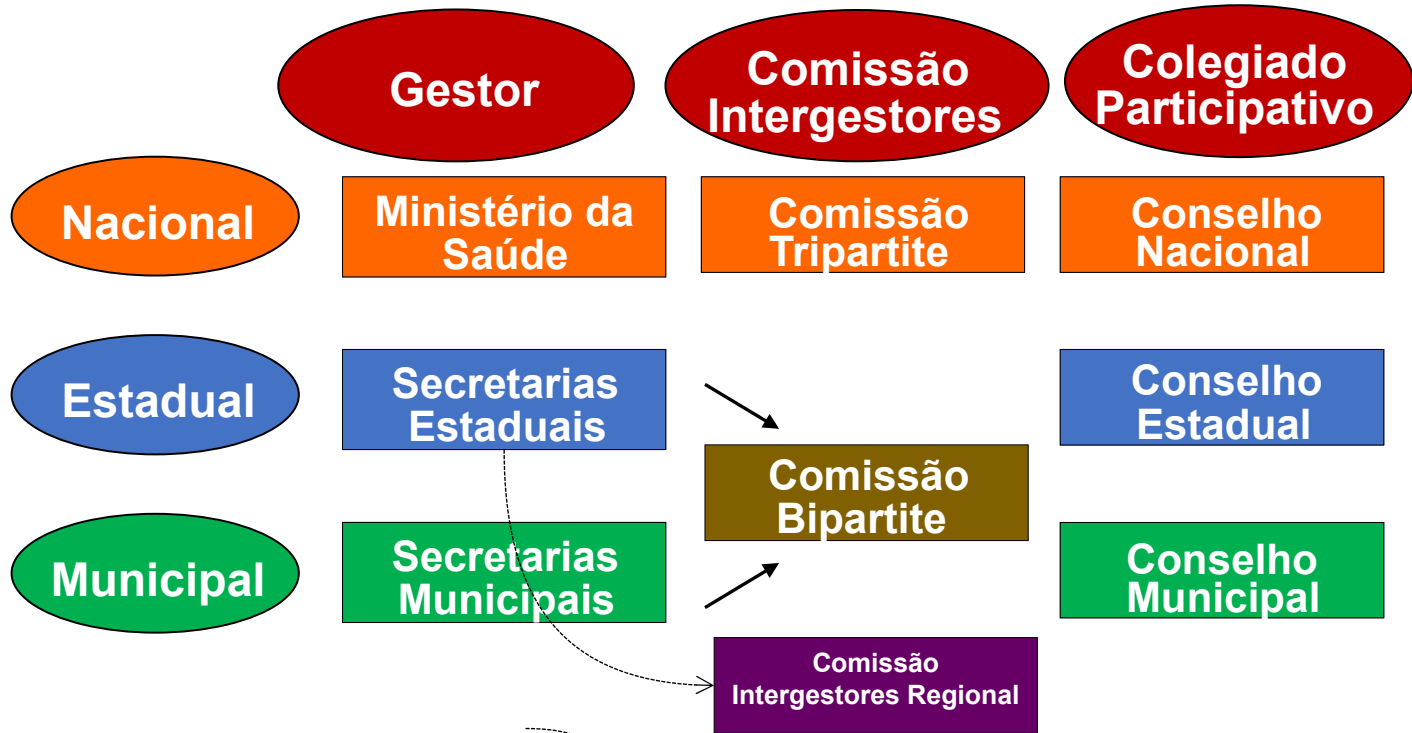 Gestor
Comissão
Intergestores
Colegiado
Participativo
Nacional
Ministério da
Saúde
Comissão
Tripartite
Conselho
Nacional
Estadual
Secretarias
Estaduais
Conselho
Estadual
Comissão
Bipartite
Municipal
Secretarias
Municipais
Conselho
Municipal
Comissão
Intergestores Regional